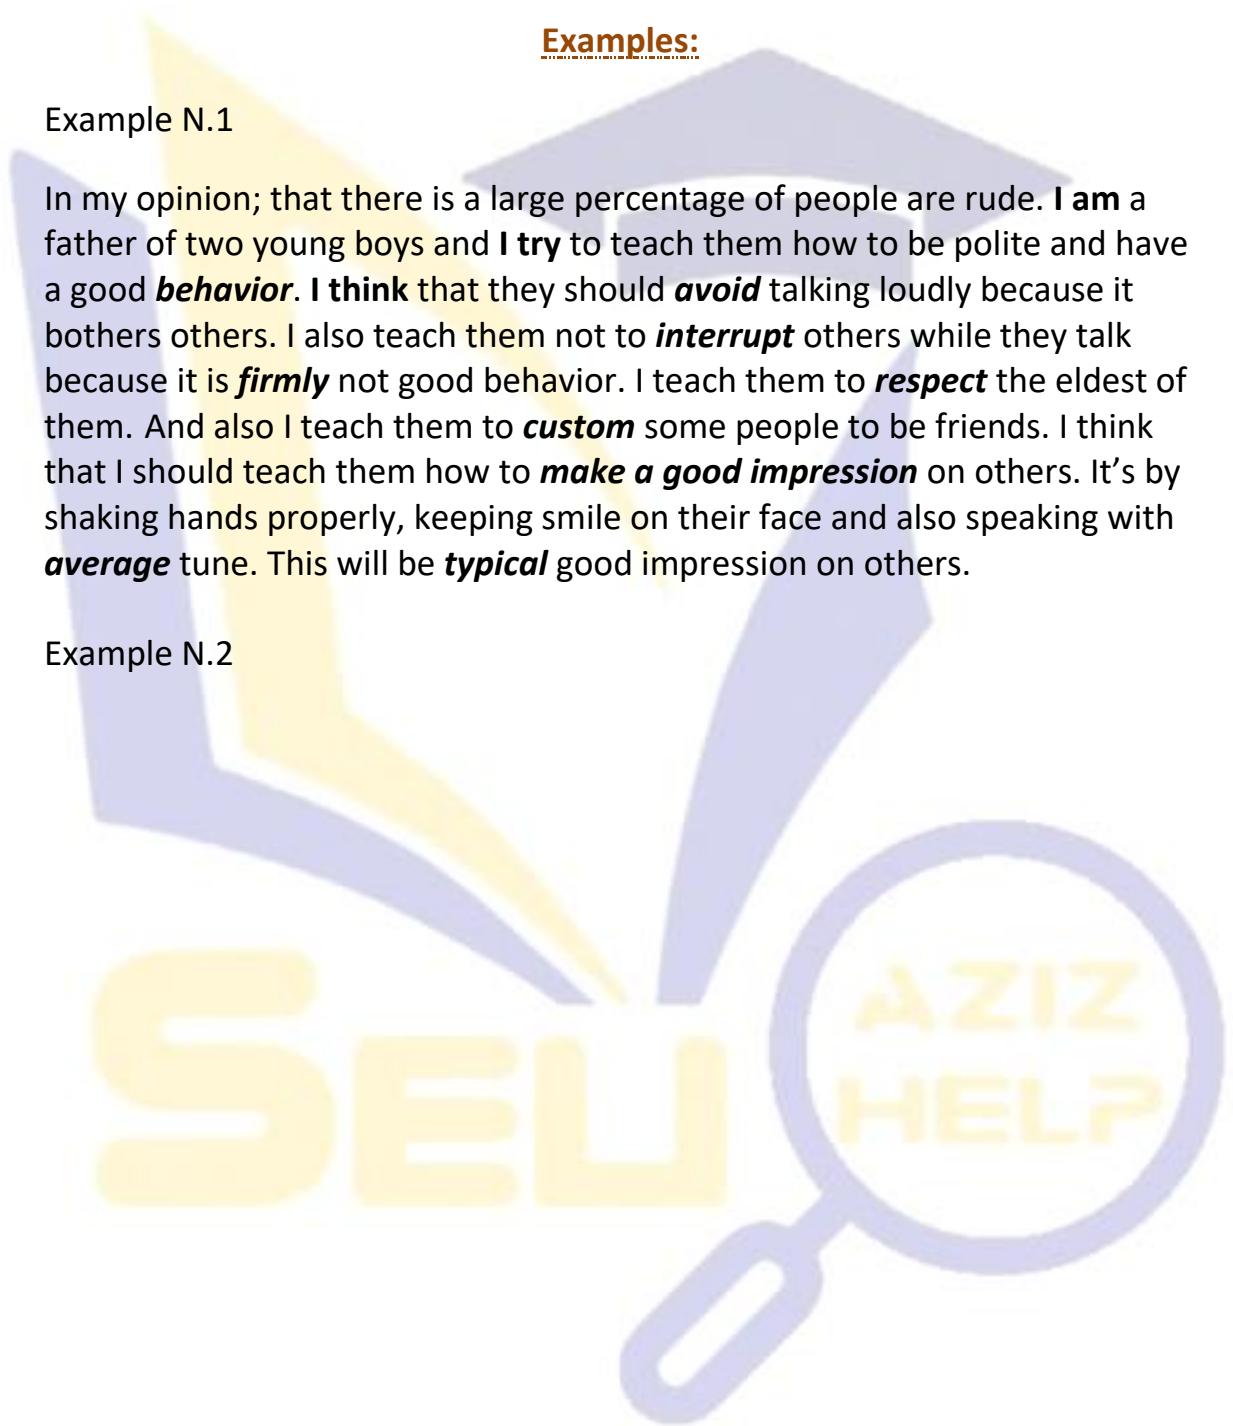 Examples:
Example N.1
In my opinion; that there is a large percentage of people are rude. I am a
father of two young boys and I try to teach them how to be polite and have
a good behavior. I think that they should avoid talking loudly because it
bothers others. I also teach them not to interrupt others while they talk
because it is firmly not good behavior. I teach them to respect the eldest of
them. And also I teach them to custom some people to be friends. I think
that I should teach them how to make a good impression on others. It’s by
shaking hands properly, keeping smile on their face and also speaking with
average tune. This will be typical good impression on others.
Example N.2
SEU
AZIZ
HELP